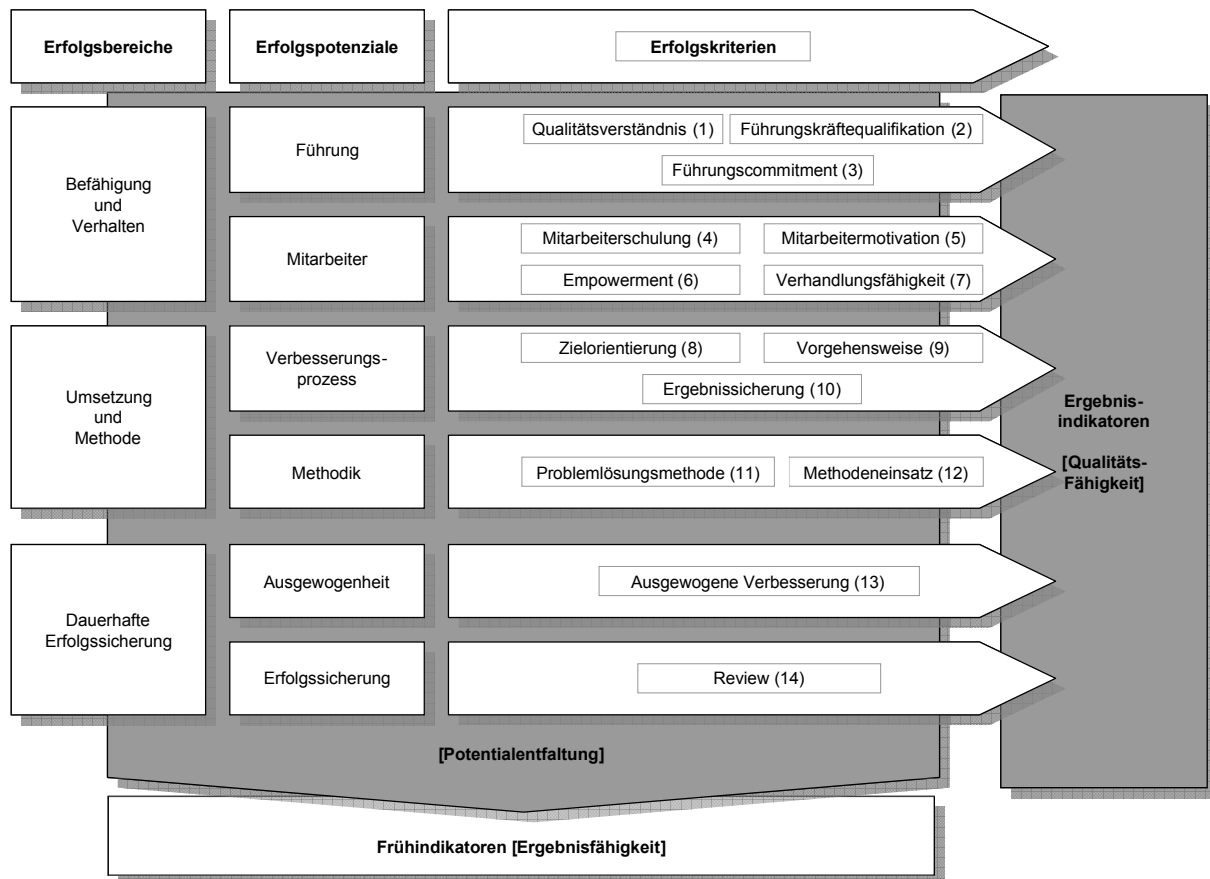 Erfolgsbereiche
Erfolgspotenziale
Erfolgskriterien
Befähigung
und
Verhalten
Führung
Qualitätsverständnis (1)
Führungskräftequalifikation (2)
Führungscommitment (3)
Mitarbeiter
Mitarbeiterschulung (4)
Mitarbeitermotivation (5)
Empowerment (6)
Verhandlungsfähigkeit (7)
Umsetzung
und
Methode
Verbesserungs-
prozess
Zielorientierung (8)
Vorgehensweise (9)
Ergebnissicherung (10)
Methodik
Problemlösungsmethode (11)
Methodeneinsatz (12)
Dauerhafte
Erfolgssicherung
Ausgewogenheit
Ausgewogene Verbesserung (13)
Erfolgssicherung
Review (14)
Ergebnis-
indikatoren
[Qualitäts-
Fähigkeit]
[Potentialentfaltung]
Frühindikatoren [Ergebnisfähigkeit]